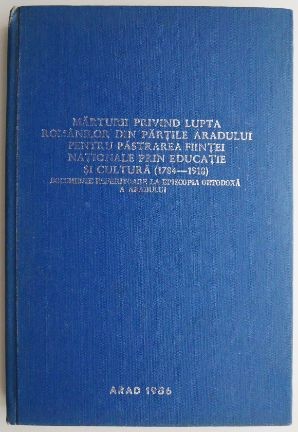 MĂRTURII PRIVIND LUPTA
ROMÂNILOR DIN PĂRȚILE ARADULUI
PENTRU PĂSTRAREA FIINȚEI
NAȚIONALE PRIN EDUCAȚIE
ȘI CULTURĂ (1784—1918)
DOCUMENTE REFERITOARE LA EPISCOPIA ORTODOXĂ
A ARADULUI
ARAD 1986